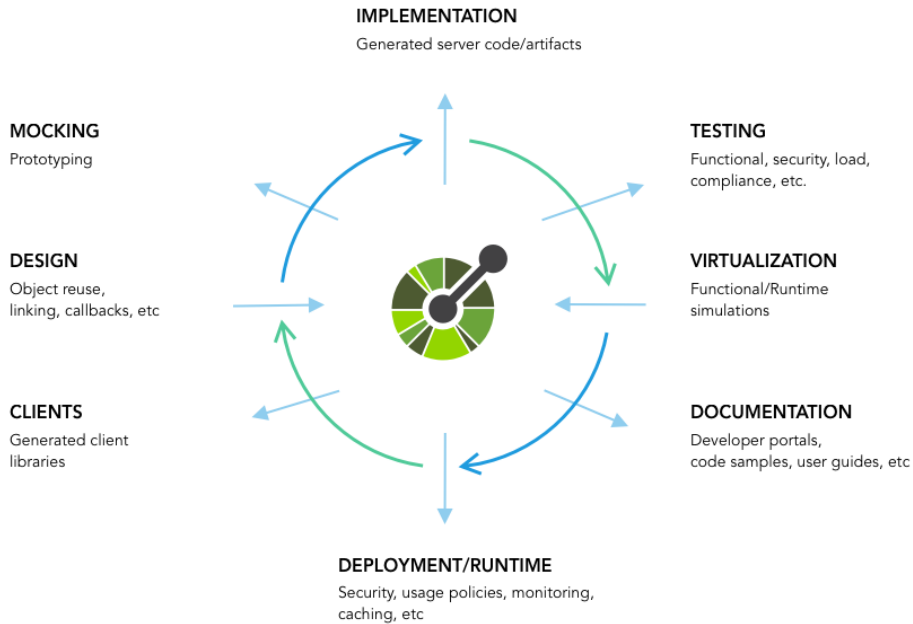 IMPLEMENTATION
Generated server code/artifacts
MOCKING
Prototyping
TESTING
Functional, security, load,
compliance, etc.
DESIGN
Object reuse,
linking, callbacks, etc
VIRTUALIZATION
Functional/Runtime
simulations
CLIENTS
Generated client
libraries
DOCUMENTATION
Developer portals,
code samples, user guides, etc
DEPLOYMENT/RUNTIME
Security, usage policies, monitoring,
caching, etc